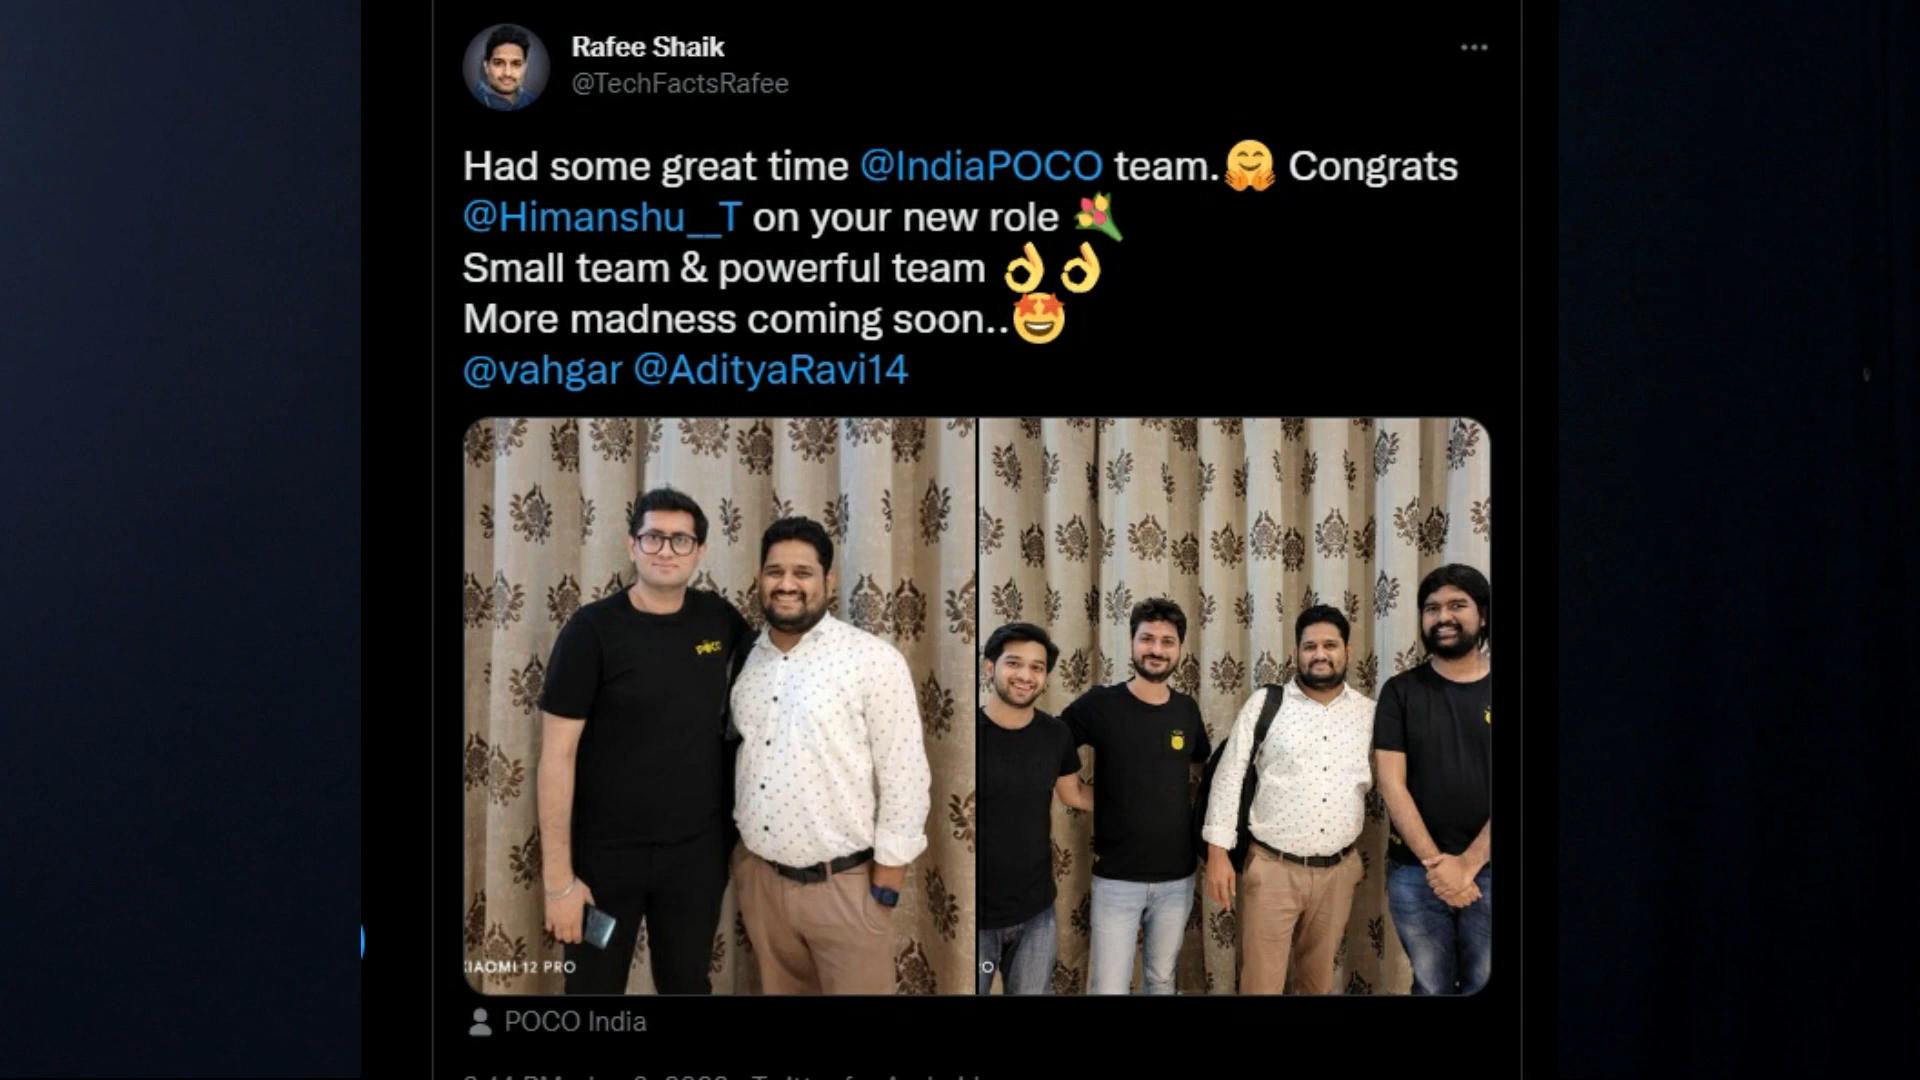 Rafee Shaik
@TechFactsRafee
Had some great time @IndiaPOCO team.🤗 Congrats
@Himanshu__T on your new role 💐
Small team & powerful team 👌👌
More madness coming soon..🤩
@vahgar @AdityaRavi14
poco
XIAOMI 12 PRO
POCO India